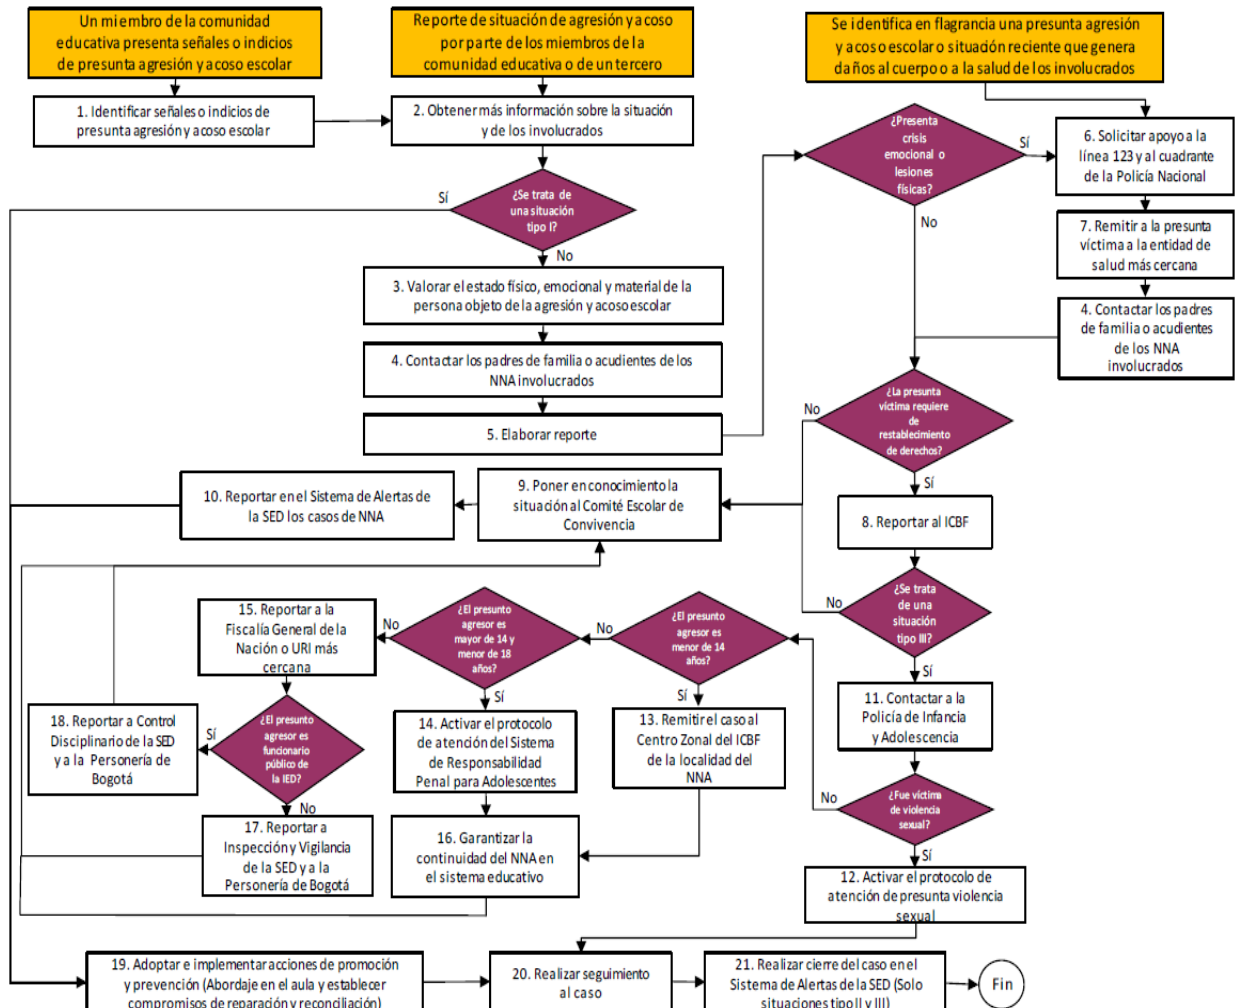 Un miembro de la comunidad
educativa presenta señales o indicios
de presunta agresión y acoso escolar
Reporte de situación de agresión y acoso
por parte de los miembros de la
comunidad educativa o de un tercero
Se identifica en flagrancia una presunta agresión
y acoso escolar o situación reciente que genera
daños al cuerpo o a la salud de los involucrados
1. Identificar señales o indicios de
presunta agresión y acoso escolar
2. Obtener más información sobre la situación
y de los involucrados
¿Presenta
crisis
emocional o
lesiones
físicas?
Sí
No
6. Solicitar apoyo a la
línea 123 y al cuadrante
de la Policía Nacional
¿Se trata de
una situación
tipo I?
Sí
No
7. Remitir a la presunta
víctima a la entidad de
salud más cercana
3. Valorar el estado físico, emocional y material de la
persona objeto de la agresión y acoso escolar
4. Contactar los padres
de familia o acudientes
de los NNA
involucrados
4. Contactar los padres de familia o acudientes de los
NNA involucrados
5. Elaborar reporte
¿La presunta
víctima requiere
de
restablecimiento
de derechos?
No
Sí
10. Reportar en el Sistema de Alertas de
la SED los casos de NNA
9. Poner en conocimiento la
situación al Comité Escolar de
Convivencia
8. Reportar al ICBF
¿Se trata
de una
situación
tipo III?
No
Sí
15. Reportar a la
Fiscalía General de la
Nación o URI más
cercana
No
¿El presunto
agresor es
mayor de 14 y
menor de 18
años?
Sí
No
¿El presunto
agresor es
menor de 14
años?
Sí
11. Contactar a la
Policía de Infancia
y Adolescencia
18. Reportar a Control
Disciplinario de la SED
y a la Personería de
Bogotá
Sí
¿El presunto
agresor es
funcionario
público de
la IED?
No
14. Activar el protocolo
de atención del Sistema
de Responsabilidad
Penal para Adolescentes
13. Remitir el caso al
Centro Zonal del ICBF
de la localidad del
NNA
No
¿Fue víctima
de violencia
sexual?
Sí
17. Reportar a
Inspección y Vigilancia
de la SED y a la
Personería de Bogotá
16. Garantizar la
continuidad del NNA en
el sistema educativo
12. Activar el protocolo de
atención de presunta violencia
sexual
19. Adoptar e implementar acciones de promoción
y prevención (Abordaje en el aula y establecer
compromisos de reparación y reconciliación)
20. Realizar seguimiento
al caso
21. Realizar cierre del caso en el
Sistema de Alertas de la SED (Solo
situaciones tipo II y III)
Fin